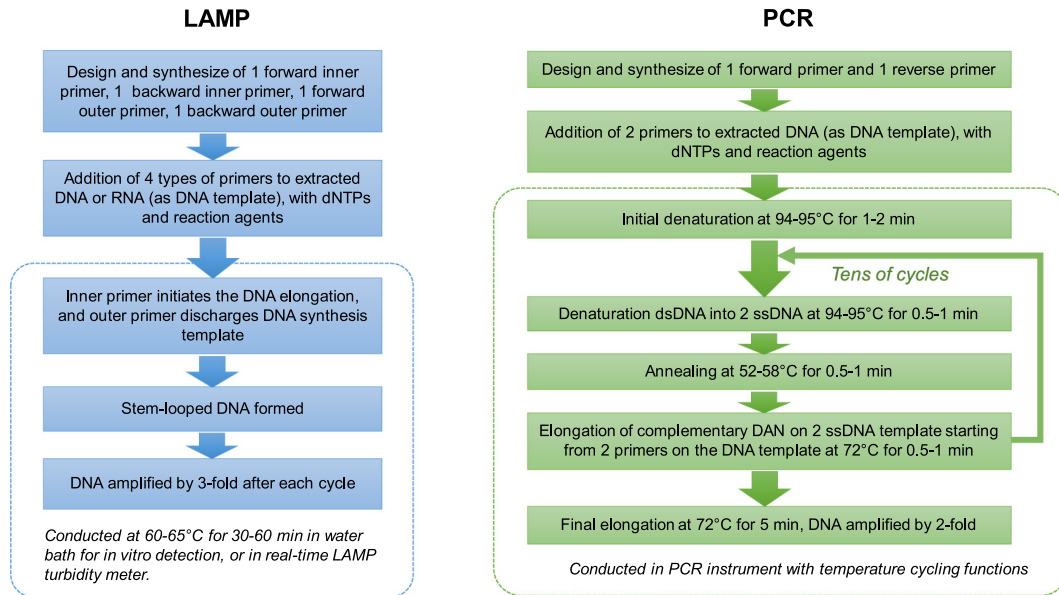 LAMP
Design and synthesize of 1 forward inner
primer, 1 backward inner primer, 1 forward
outer primer, 1 backward outer primer
Addition of 4 types of primers to extracted
DNA or RNA (as DNA template), with dNTPs
and reaction agents
Inner primer initiates the DNA elongation,
and outer primer discharges DNA synthesis
template
Stem-looped DNA formed
DNA amplified by 3-fold after each cycle
Conducted at 60-65°C for 30-60 min in water
bath for in vitro detection, or in real-time LAMP
turbidity meter.
PCR
Design and synthesize of 1 forward primer and 1 reverse primer
Addition of 2 primers to extracted DNA (as DNA template), with
dNTPs and reaction agents
Initial denaturation at 94-95°C for 1-2 min
Tens of cycles
Denaturation dsDNA into 2 ssDNA at 94-95°C for 0.5-1 min
Annealing at 52-58°C for 0.5-1 min
Elongation of complementary DAN on 2 ssDNA template starting
from 2 primers on the DNA template at 72°C for 0.5-1 min
Final elongation at 72°C for 5 min, DNA amplified by 2-fold
Conducted in PCR instrument with temperature cycling functions